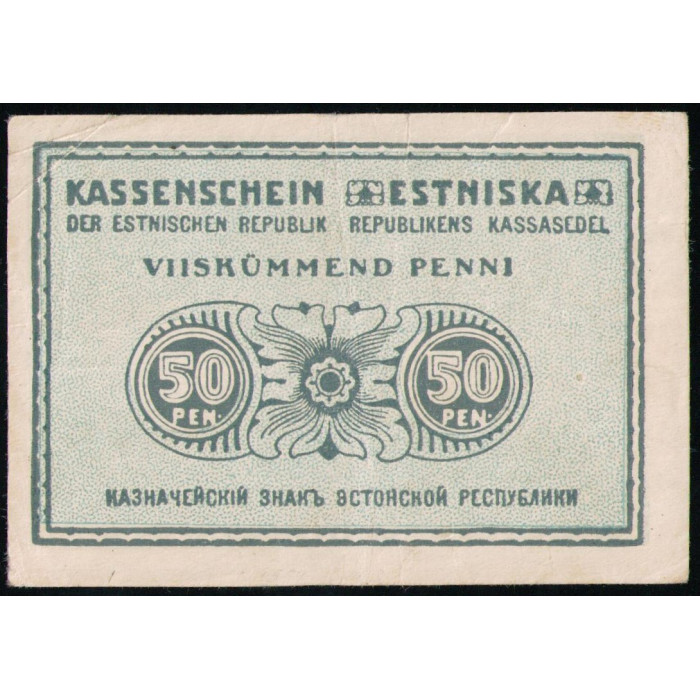 KASSENSCHEIN ESTNISKA
DER ESTNISCHEN REPUBLIK REPUBLIKENS KASSASEDEL
VIISKÜMMEND PENNI
50 50
PEN. PEN.
КАЗНАЧЕЙСКІЙ ЗНАКЪ ЭСТОНСКОЙ РЕСПУБЛИКИ